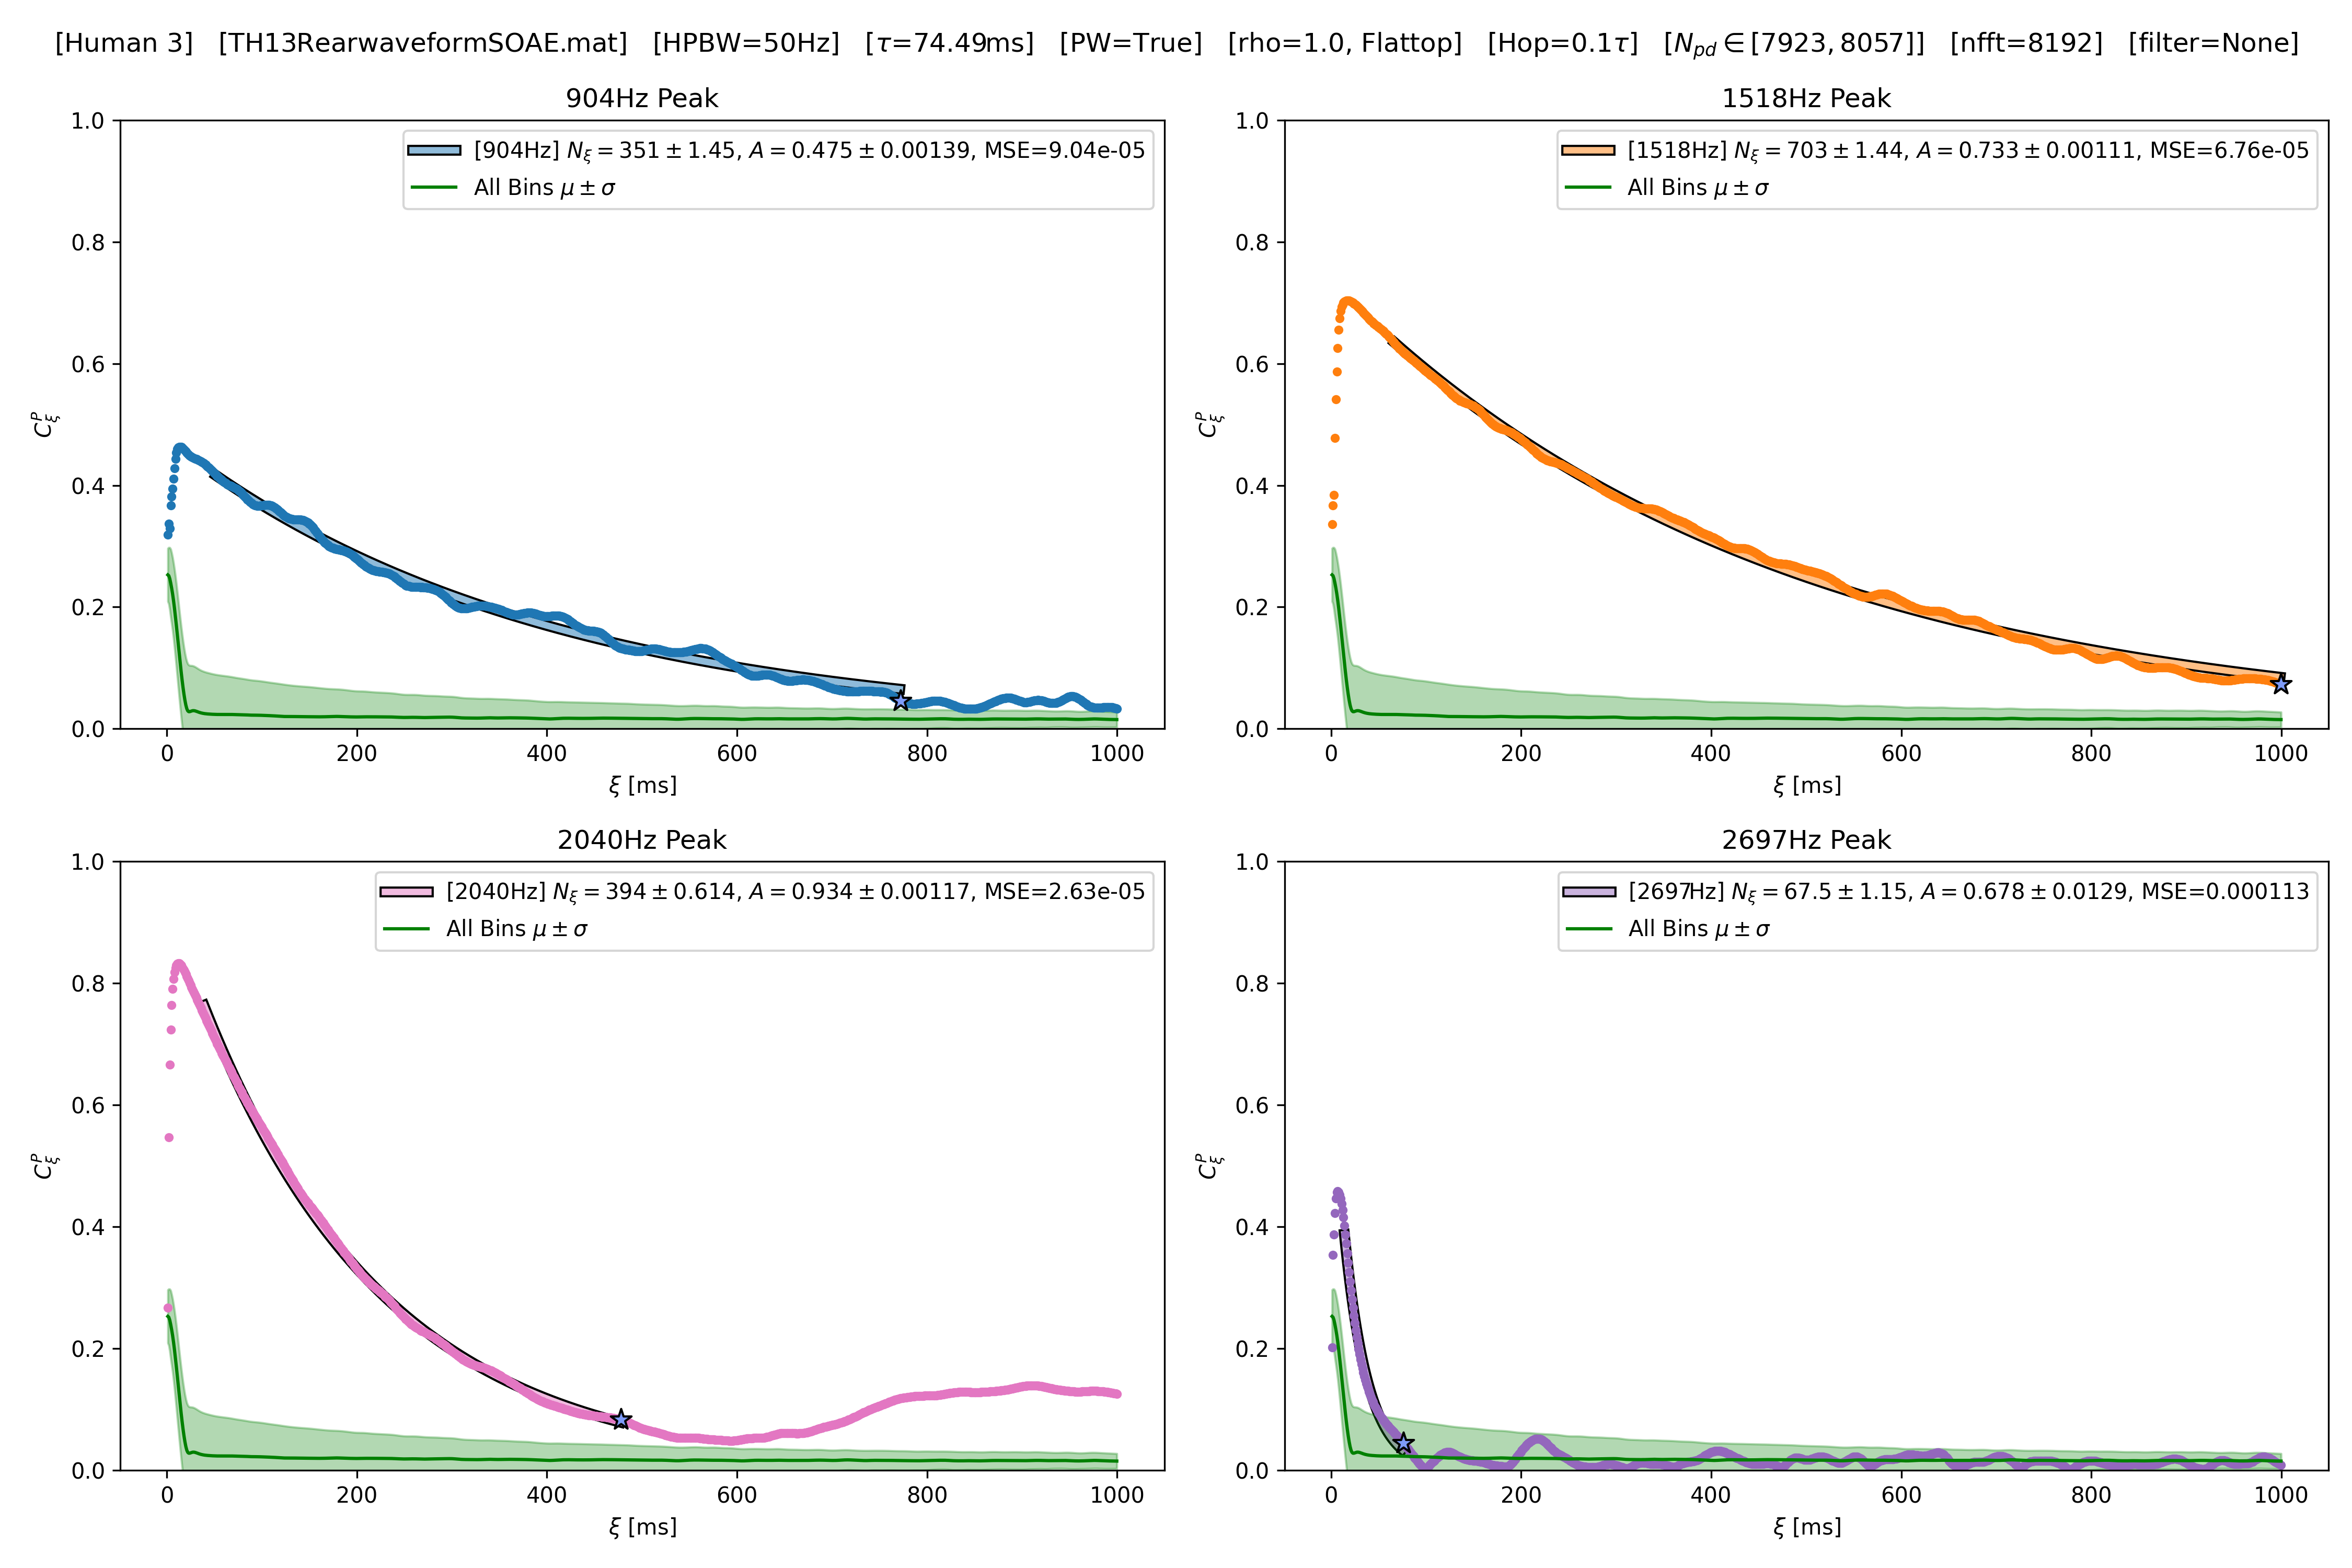 [Human 3] [TH13RearwaveformSOAE.mat] [HPBW=50Hz] [τ=74.49ms] [PW=True] [rho=1.0, Flattop] [Hop=0.1τ] [N_pd ∈ [7923, 8057]] [nfft=8192] [filter=None]
904Hz Peak
[904Hz] N_ξ = 351 ± 1.45, A = 0.475 ± 0.00139, MSE=9.04e-05
All Bins μ ± σ
1.0
0.8
0.6
0.4
0.2
0.0
C_ξ^P
0 200 400 600 800 1000
ξ [ms]
1518Hz Peak
[1518Hz] N_ξ = 703 ± 1.44, A = 0.733 ± 0.00111, MSE=6.76e-05
All Bins μ ± σ
1.0
0.8
0.6
0.4
0.2
0.0
C_ξ^P
0 200 400 600 800 1000
ξ [ms]
2040Hz Peak
[2040Hz] N_ξ = 394 ± 0.614, A = 0.934 ± 0.00117, MSE=2.63e-05
All Bins μ ± σ
1.0
0.8
0.6
0.4
0.2
0.0
C_ξ^P
0 200 400 600 800 1000
ξ [ms]
2697Hz Peak
[2697Hz] N_ξ = 67.5 ± 1.15, A = 0.678 ± 0.0129, MSE=0.000113
All Bins μ ± σ
1.0
0.8
0.6
0.4
0.2
0.0
C_ξ^P
0 200 400 600 800 1000
ξ [ms]